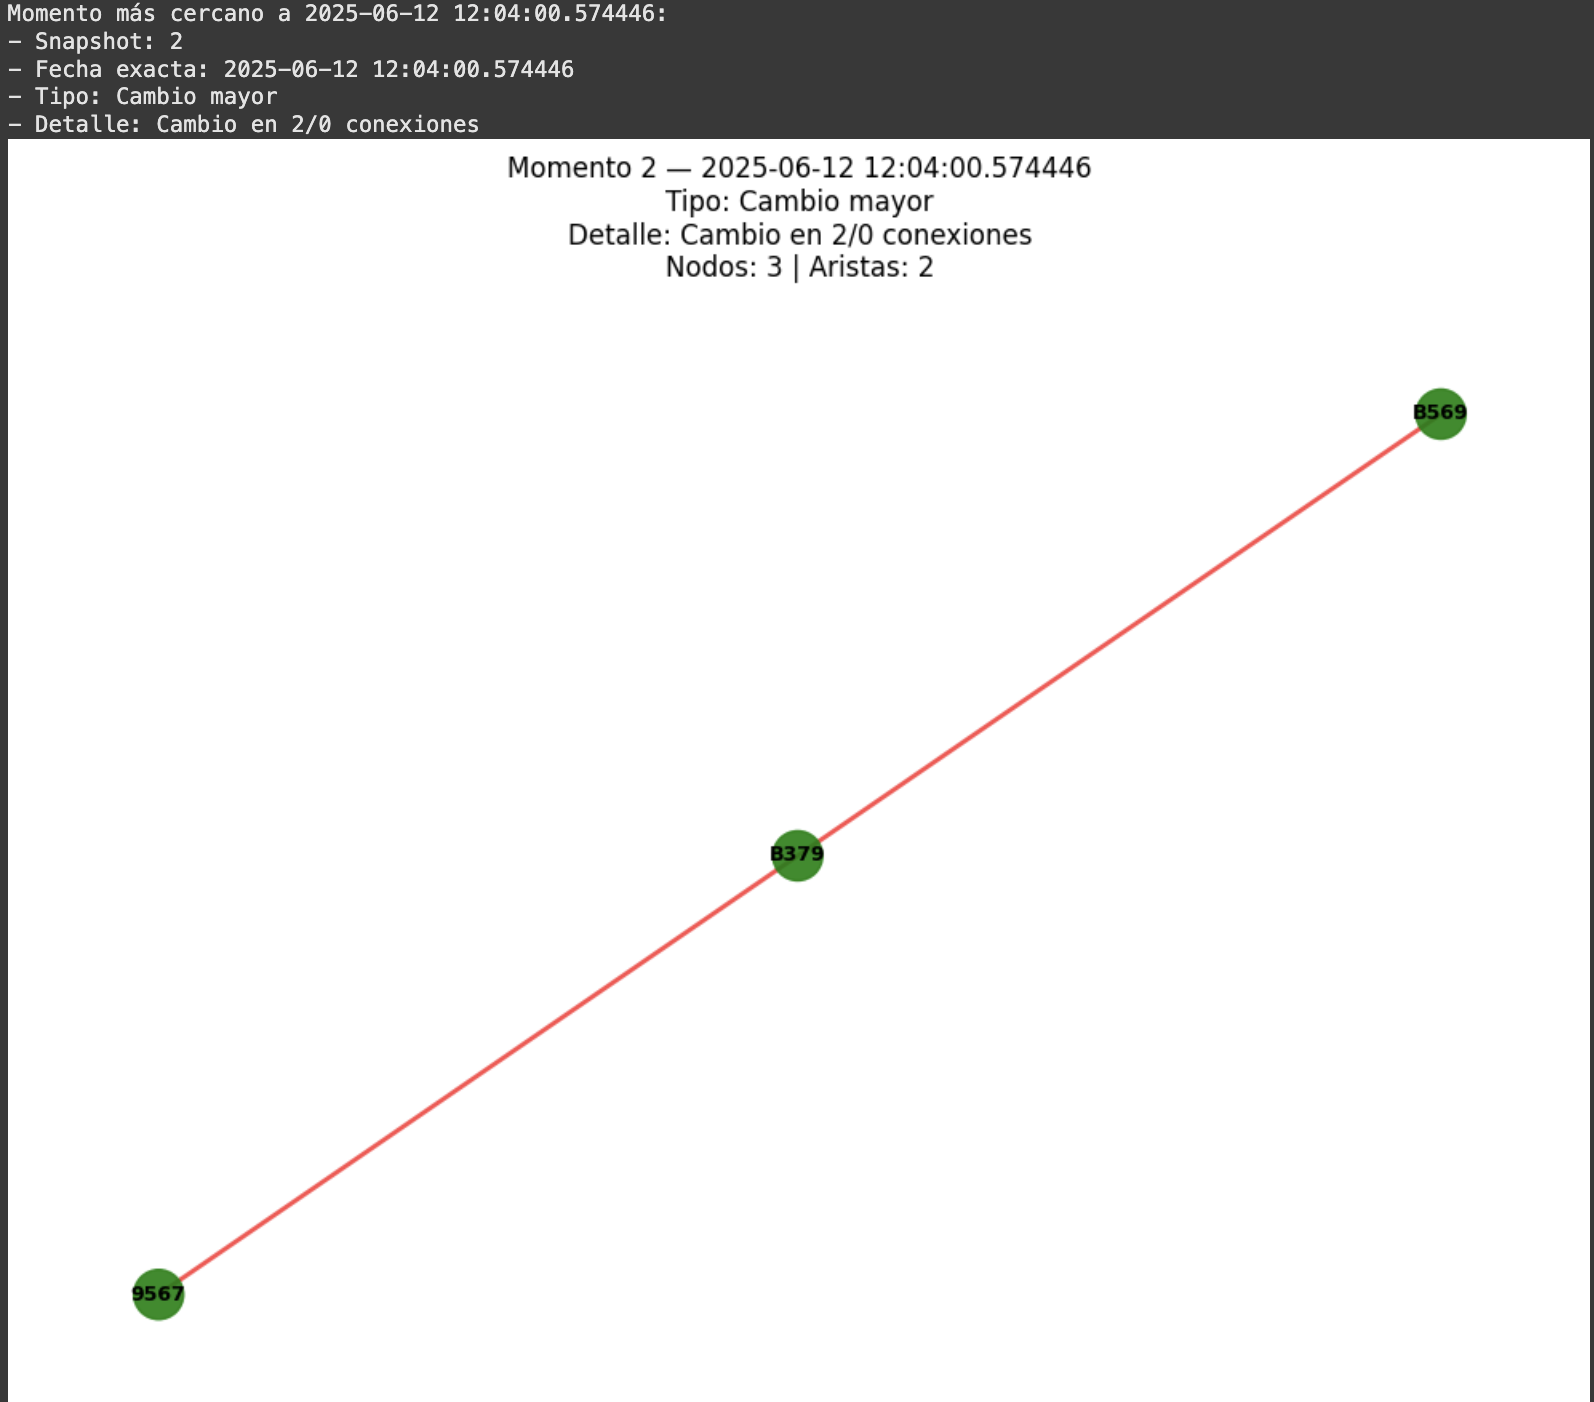 Momento más cercano a 2025-06-12 12:04:00.574446:
- Snapshot: 2
- Fecha exacta: 2025-06-12 12:04:00.574446
- Tipo: Cambio mayor
- Detalle: Cambio en 2/0 conexiones
Momento 2 — 2025-06-12 12:04:00.574446
Tipo: Cambio mayor
Detalle: Cambio en 2/0 conexiones
Nodos: 3 | Aristas: 2
B569
B379
9567